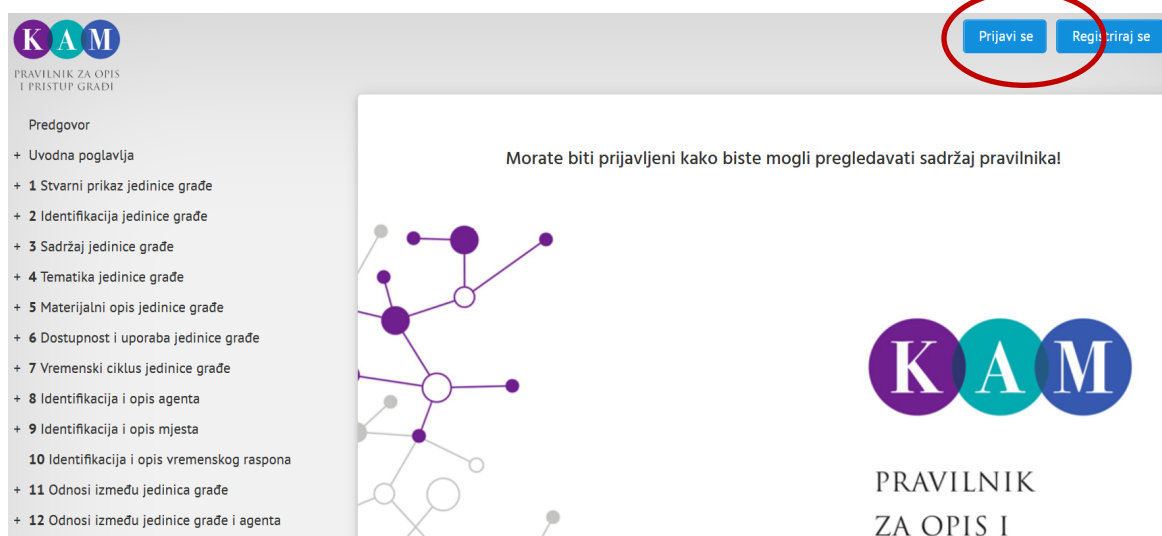 KAM
PRAVILNIK ZA OPIS
I PRISTUP GRAĐI
Prijavi se
Registriraj se
Predgovor
+ Uvodna poglavlja
+ 1 Stvarni prikaz jedinice građe
+ 2 Identifikacija jedinice građe
+ 3 Sadržaj jedinice građe
+ 4 Tematika jedinice građe
+ 5 Materijalni opis jedinice građe
+ 6 Dostupnost i uporaba jedinice građe
+ 7 Vremenski ciklus jedinice građe
+ 8 Identifikacija i opis agenta
+ 9 Identifikacija i opis mjesta
10 Identifikacija i opis vremenskog raspona
+ 11 Odnosi između jedinica građe
+ 12 Odnosi između jedinice građe i agenta
Morate biti prijavljeni kako biste mogli pregledavati sadržaj pravilnika!
KAM
PRAVILNIK
ZA OPIS I